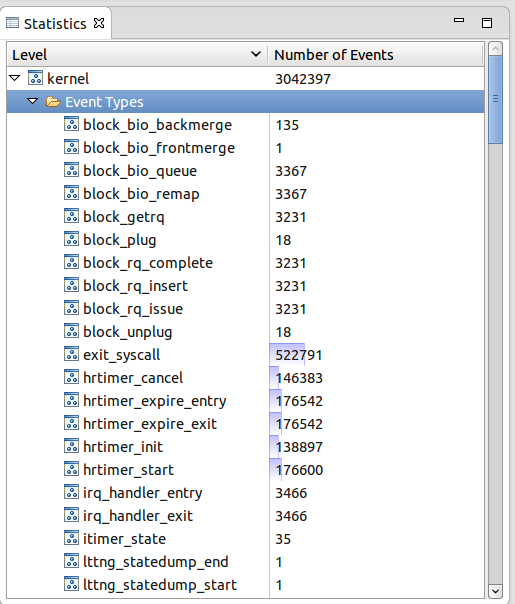 Statistics
Level Number of Events
kernel 3042397
Event Types
block_bio_backmerge 135
block_bio_frontmerge 1
block_bio_queue 3367
block_bio_remap 3367
block_getrq 3231
block_plug 18
block_rq_complete 3231
block_rq_insert 3231
block_rq_issue 3231
block_unplug 18
exit_syscall 522791
hrtimer_cancel 146383
hrtimer_expire_entry 176542
hrtimer_expire_exit 176542
hrtimer_init 138897
hrtimer_start 176600
irq_handler_entry 3466
irq_handler_exit 3466
itimer_state 35
lttng_statedump_end 1
lttng_statedump_start 1